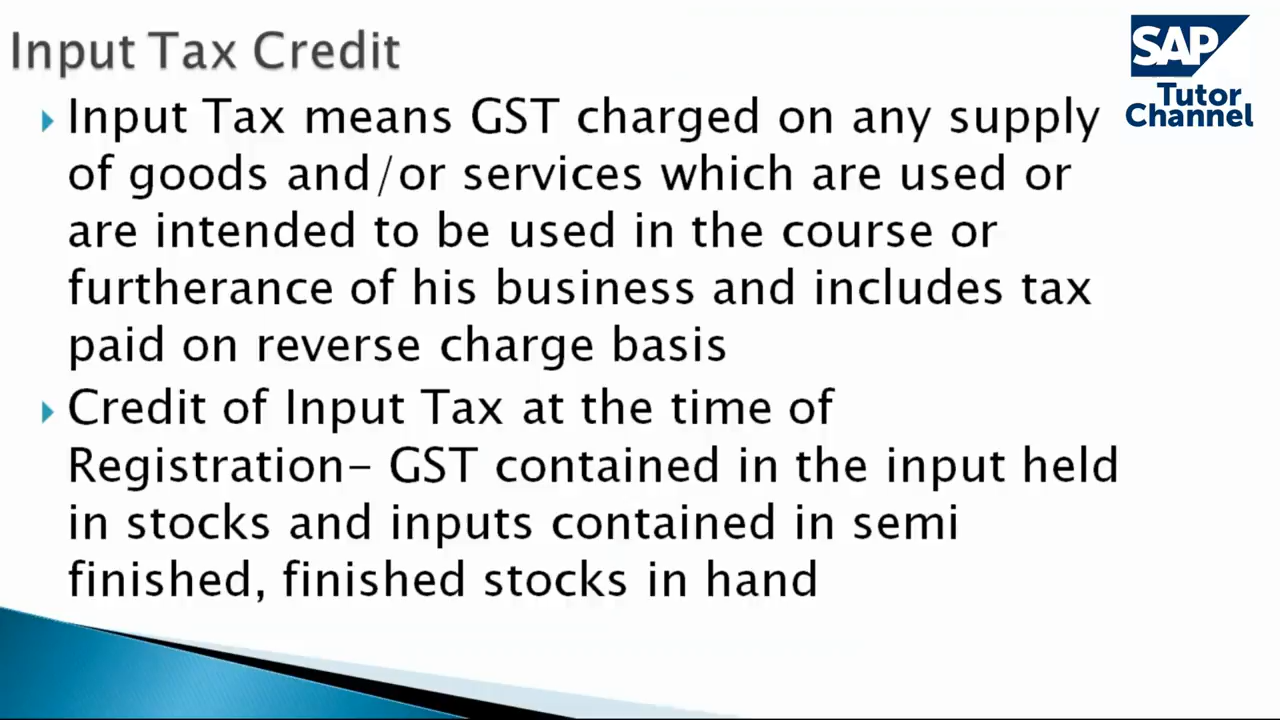 Input Tax Credit
SAP
Tutor
Channel
Input Tax means GST charged on any supply
of goods and/or services which are used or
are intended to be used in the course or
furtherance of his business and includes tax
paid on reverse charge basis
Credit of Input Tax at the time of
Registration- GST contained in the input held
in stocks and inputs contained in semi
finished, finished stocks in hand